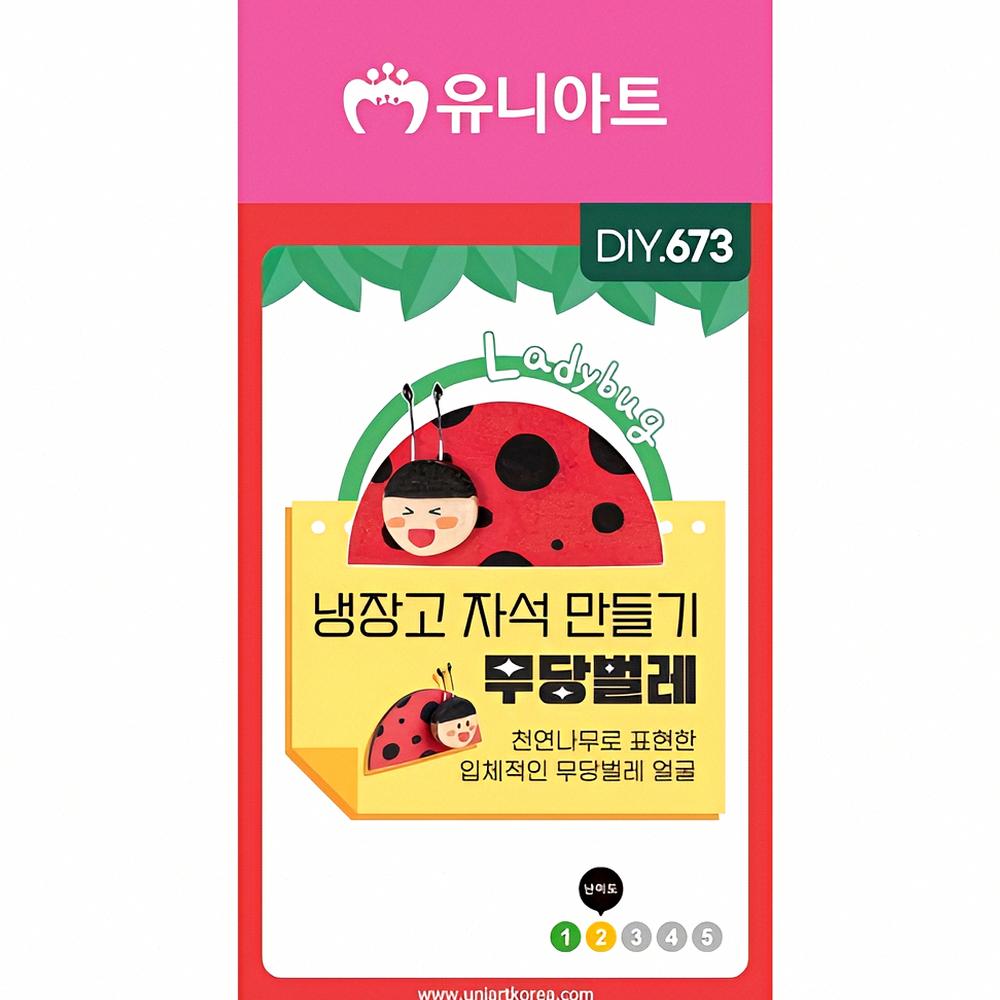 유니아트
DIY.673
Ladybug
냉장고 자석 만들기
무당벌레
천연나무로 표현한
입체적인 무당벌레 얼굴
난이도
1 2 3 4 5
www.uniartkorea.com